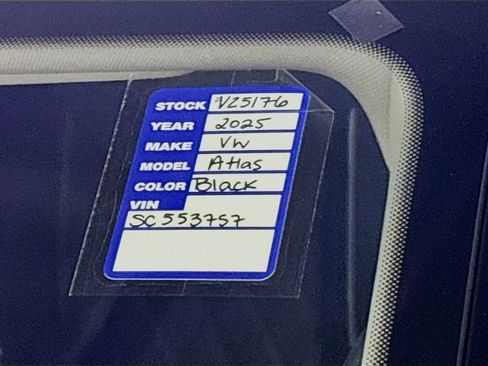 STOCK V25176
YEAR 2025
MAKE VW
MODEL Atlas
COLOR Black
VIN
SC553757